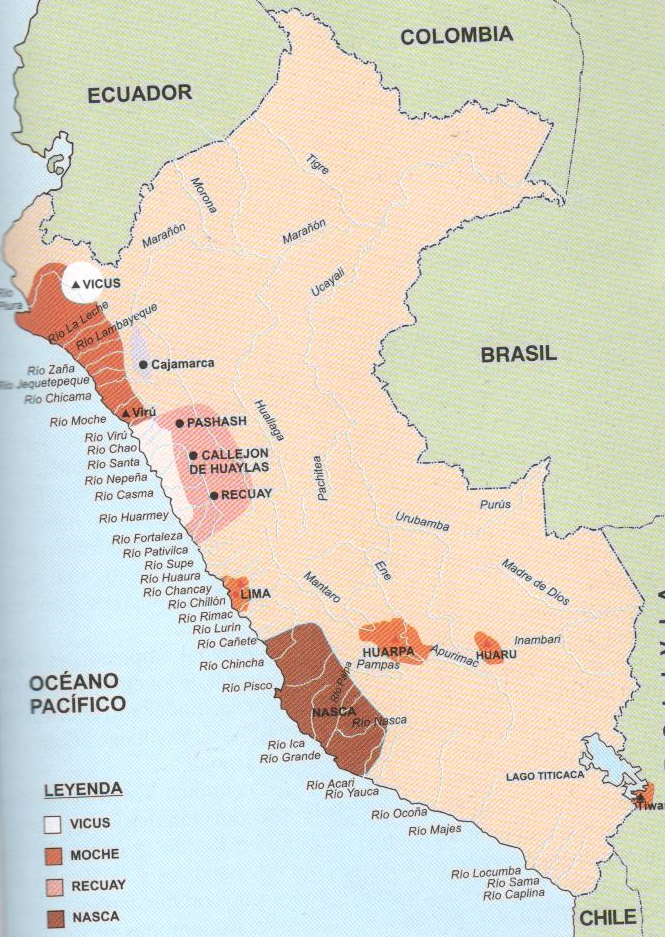 COLOMBIA
ECUADOR
Tigre
Morona
Marañón
Marañón
Ucayali
VICUS
Río
Piura
Río La Leche
Río Lambayeque
BRASIL
Cajamarca
Río Zaña
Río Jequetepeque
Río Chicama
Virú
Río Moche
PASHASH
Huallaga
Río Virú
Río Chao
CALLEJON
DE HUAYLAS
Río Santa
Río Nepeña
Pachitea
Río Casma
RECUAY
Purús
Río Huarmey
Urubamba
Río Fortaleza
Río Pativilca
Río Supe
Ene
Madre de Dios
Río Huaura
Mantaro
Río Chancay
LIMA
Río Chillón
Río Rimac
Río Lurin
Inambari
Río Cañete
HUARPA
Apurimac
HUARU
Pampas
Río Chincha
OCÉANO
PACÍFICO
Río Pisco
NASCA
Río Nasca
Río Ica
Río Grande
LAGO TITICACA
Río Acari
Río Yauca
LEYENDA
Río Ocoña
VICUS
Río Majes
MOCHE
Río Locumba
RECUAY
Río Sama
Río Caplina
NASCA
CHILE